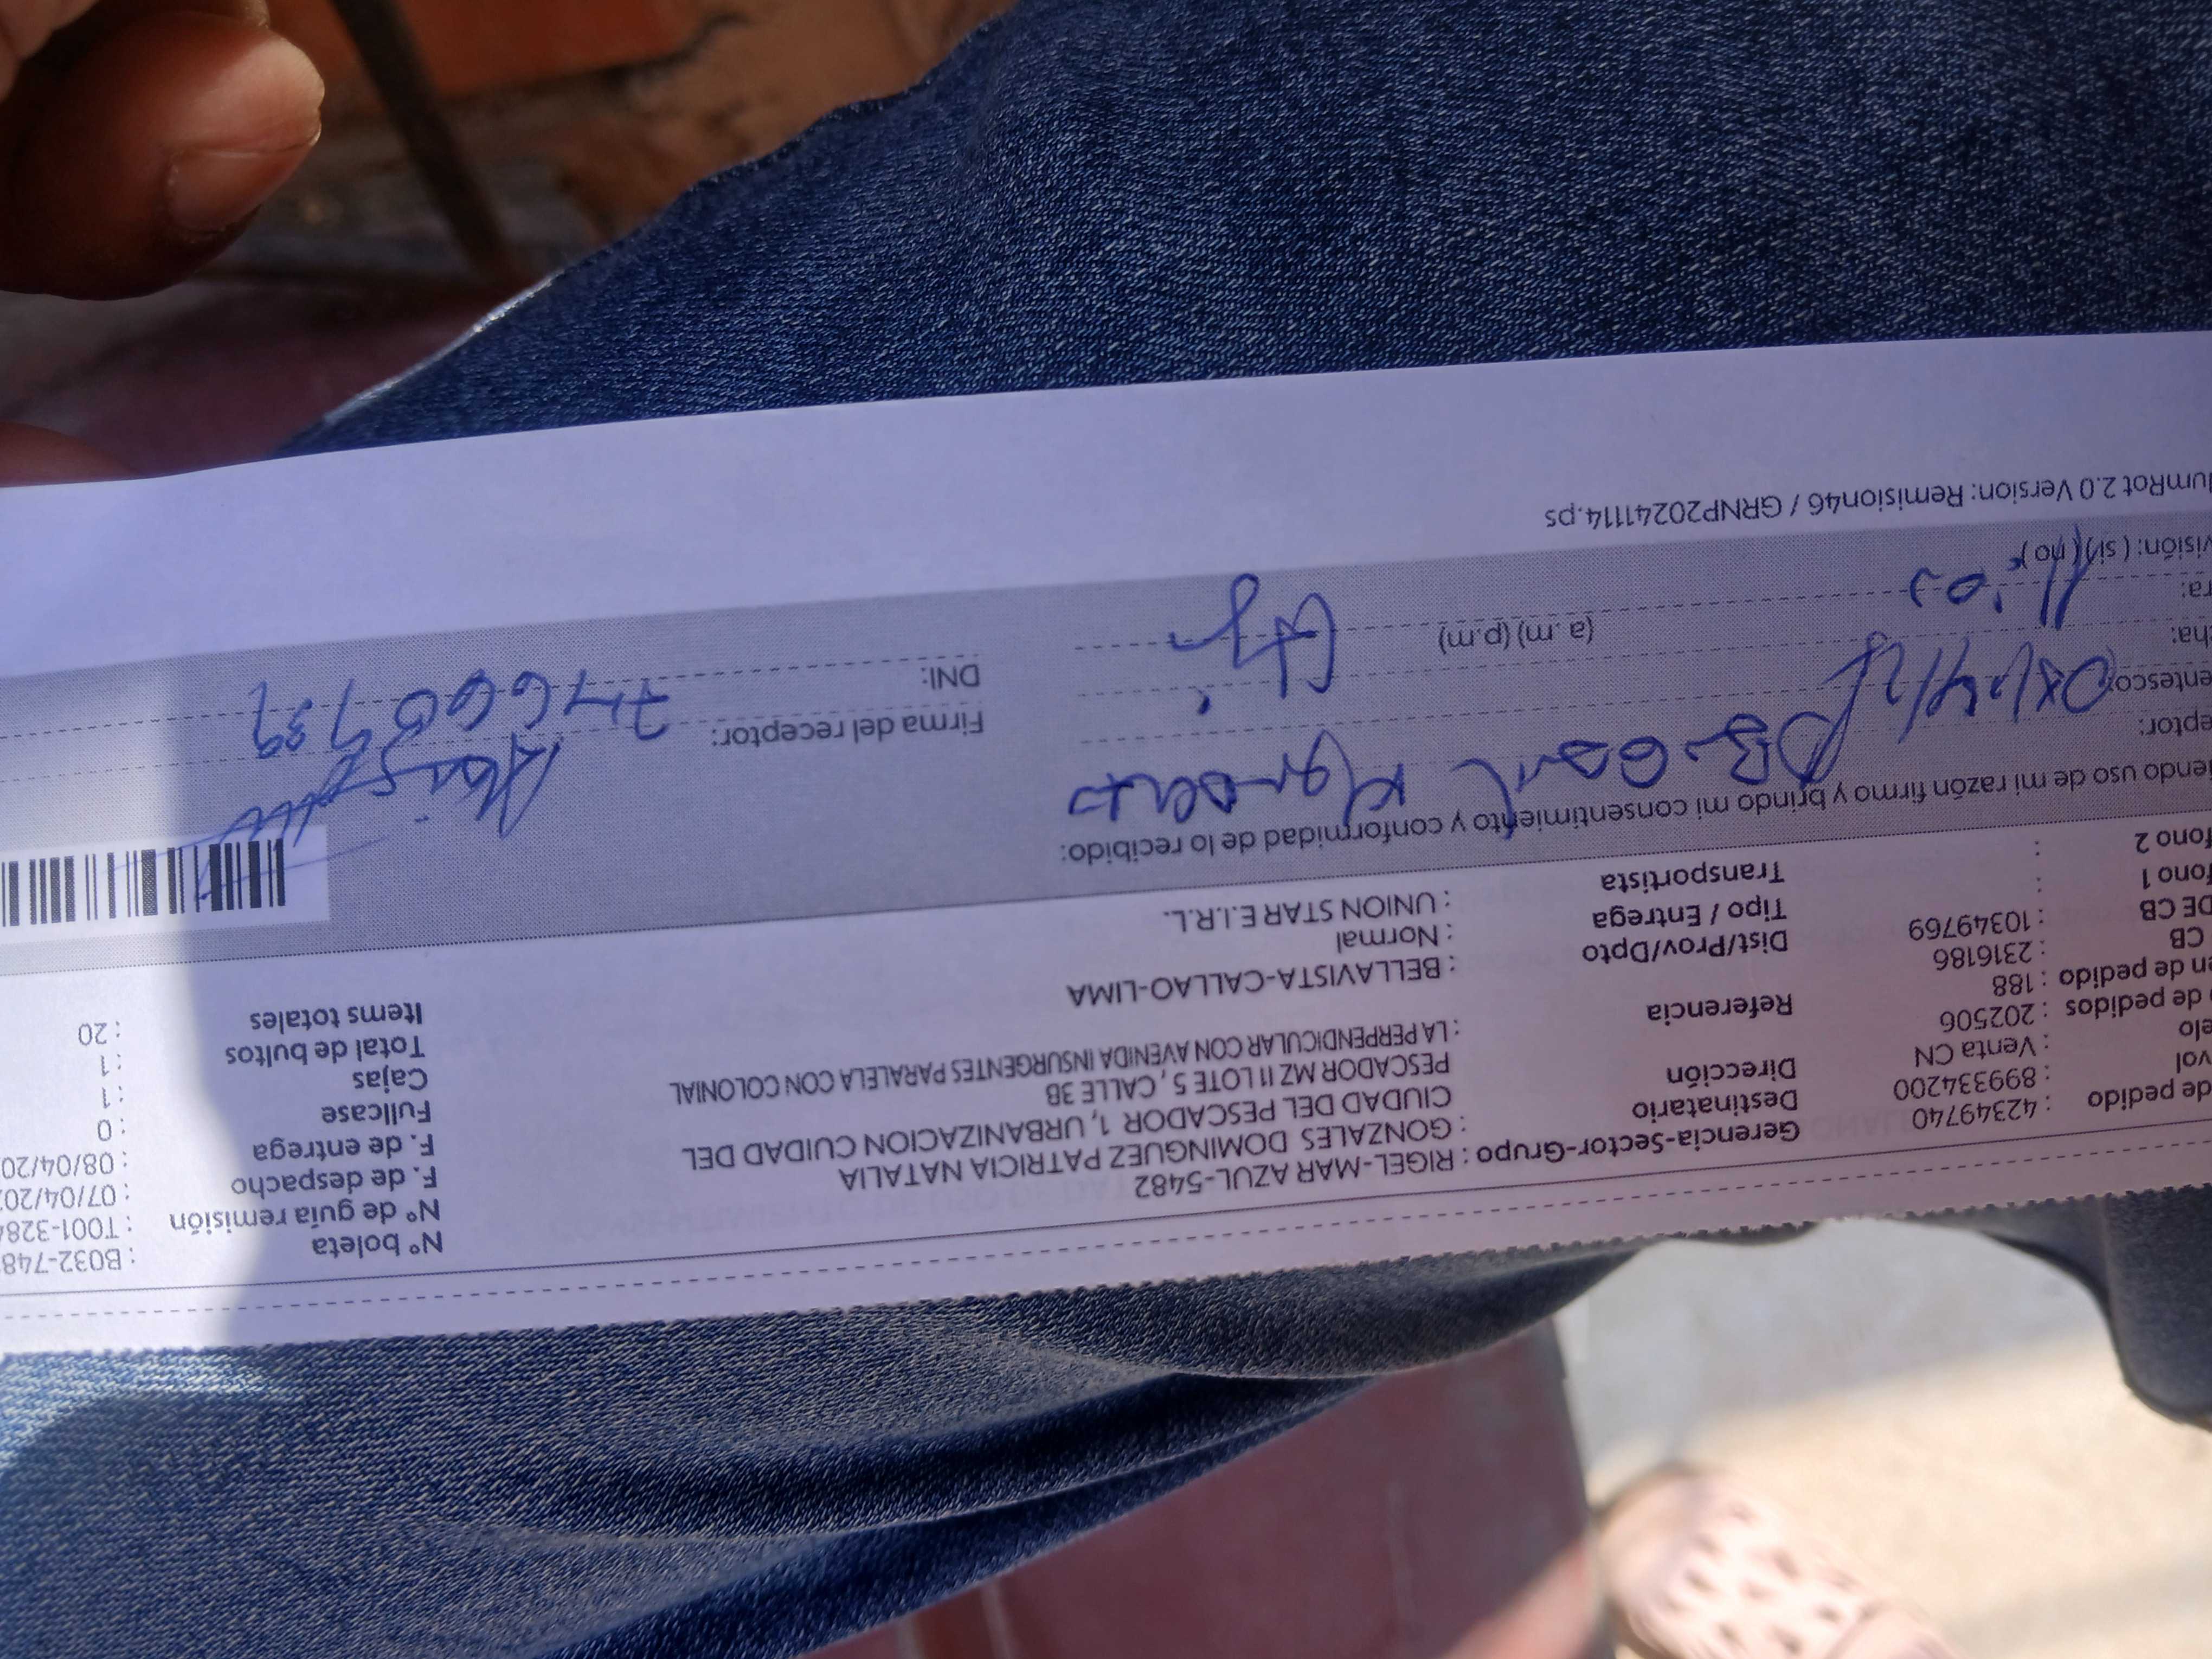 Nº boleta : B032-748
de pedido : 42349740 Gerencia-Sector-Grupo : RIGEL-MAR AZUL-5482 Nº de guía remisión : T001-328
vol : 899334200 Destinatario : GONZALES DOMINGUEZ PATRICIA NATALIA F. de despacho : 07/04/20
elo : Venta CN Dirección CIUDAD DEL PESCADOR 1, URBANIZACION CUIDAD DEL F. de entrega : 08/04/20
de pedidos : 202506 PESCADOR MZ II LOTE 5, CALLE 3B Fullcase : 0
en de pedido : 188 Referencia : LA PERPENDICULAR CON AVENIDA INSURGENTES PARALELA CON COLONIAL Cajas : 1
CB : 2316186 Dist/Prov/Dpto : BELLAVISTA-CALLAO-LIMA Total de bultos : 1
DE CB : 10349769 Tipo / Entrega : Normal Items totales : 20
fono 1 : Transportista : UNION STAR E.I.R.L.
fono 2 :
iendo uso de mi razón firmo y brindo mi consentimiento y conformidad de lo recibido:
eptor: Firma del receptor:
entesco: DNI:
cha:
ra: (a.m) (p.m)
visión: ( si ) ( no )
umRot 2.0 Version: Remision46 / GRNP20241114.ps